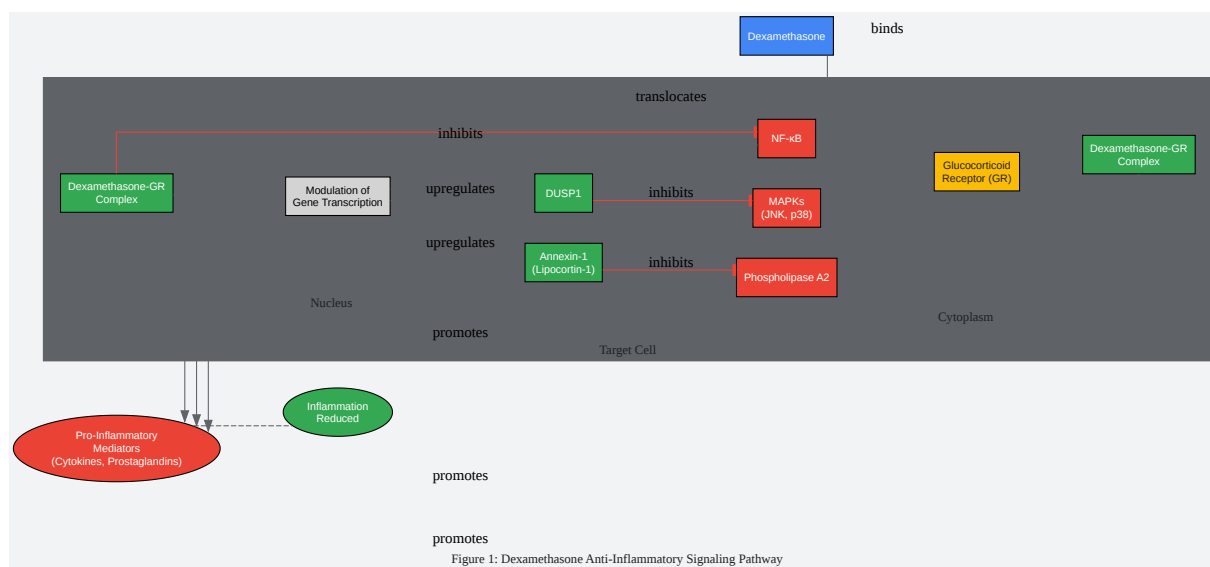 Dexamethasone
binds
translocates
inhibits
NF-κB
Dexamethasone-GR
Complex
Glucocorticoid
Receptor (GR)
Dexamethasone-GR
Complex
Modulation of
Gene Transcription
upregulates
DUSP1
inhibits
MAPKs
(JNK, p38)
upregulates
Annexin-1
(Lipocortin-1)
inhibits
Phospholipase A2
Nucleus
Cytoplasm
promotes
Target Cell
Inflammation
Reduced
Pro-Inflammatory
Mediators
(Cytokines, Prostaglandins)
promotes
promotes
Figure 1: Dexamethasone Anti-Inflammatory Signaling Pathway